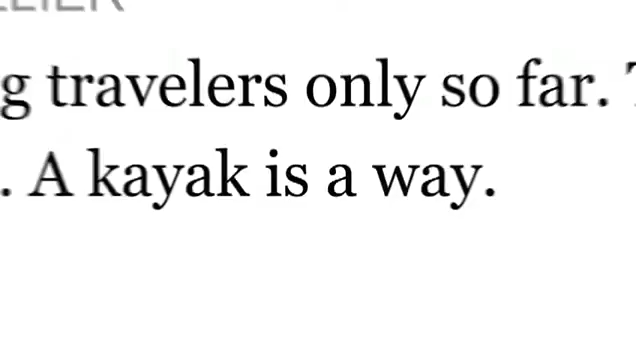 g travelers only so far.
. A kayak is a way.